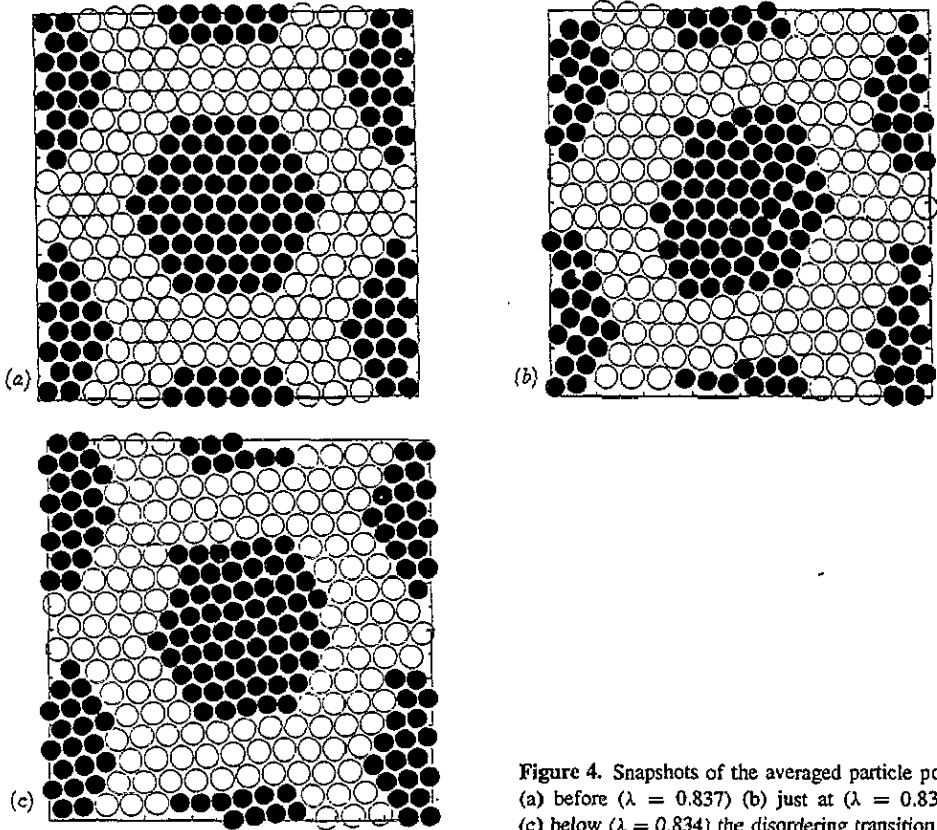 (a)
(b)
(c)
Figure 4. Snapshots of the averaged particle po
(a) before (λ = 0.837) (b) just at (λ = 0.83
(c) below (λ = 0.834) the disordering transition